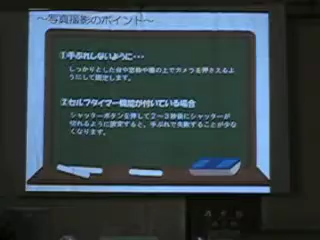 ～写真撮影のポイント～
①手ぶれしないように…
しっかりとした台や窓枠や棚の上でカメラを押さえるよ
うにして固定します。
②セルフタイマー機能が付いている場合
シャッターボタンを押して２～３秒後にシャッターが
切れるように設定すると、手ぶれで失敗することが少な
くなります。